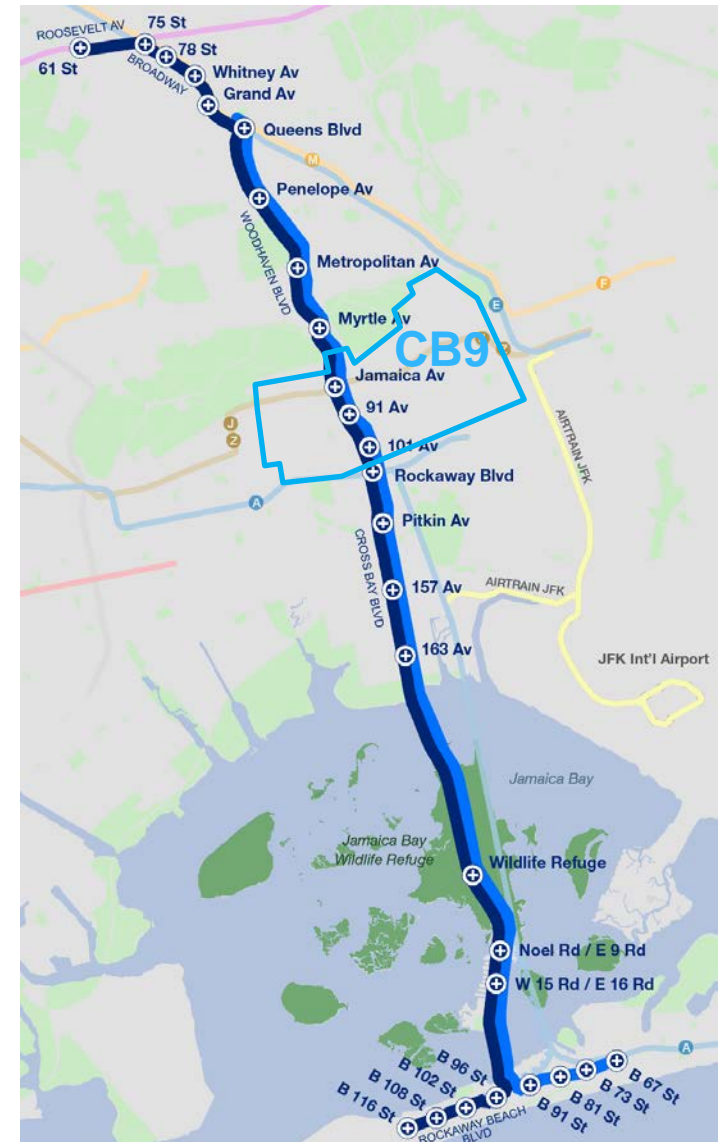 ROOSEVELT AV
75 St
61 St
78 St
BROADWAY
Whitney Av
Grand Av
Queens Blvd
M
Penelope Av
WOODHAVEN BLVD
Metropolitan Av
F
E
Myrtle Av
CB9
J
Z
Jamaica Av
J
Z
91 Av
AIRTRAIN JFK
101 Av
Rockaway Blvd
A
Pitkin Av
CROSS BAY BLVD
157 Av
AIRTRAIN JFK
163 Av
JFK Int'l Airport
Jamaica Bay
Jamaica Bay
Wildlife Refuge
Wildlife Refuge
Noel Rd / E 9 Rd
W 15 Rd / E 16 Rd
A
B 96 St
B 102 St
B 108 St
B 116 St
B 67 St
B 73 St
B 81 St
B 91 St
ROCKAWAY BEACH
BLVD